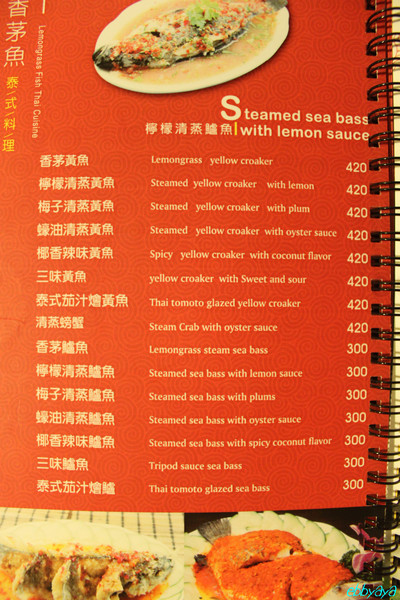 香茅魚
Lemongrass Fish Thai Cuisine
泰式料理
Steamed sea bass
檸檬清蒸鱸魚 with lemon sauce
香茅黃魚 Lemongrass yellow croaker 420
檸檬清蒸黃魚 Steamed yellow croaker with lemon 420
梅子清蒸黃魚 Steamed yellow croaker with plum 420
蠔油清蒸黃魚 Steamed yellow croaker with oyster sauce 420
椰香辣味黃魚 Spicy yellow croaker with coconut flavor 420
三味黃魚 yellow croaker with Sweet and sour 420
泰式茄汁燴黃魚 Thai tomoto glazed yellow croaker 420
清蒸螃蟹 Steam Crab with oyster sauce 420
香茅鱸魚 Lemongrass steam sea bass 300
檸檬清蒸鱸魚 Steamed sea bass with lemon sauce 300
梅子清蒸鱸魚 Steamed sea bass with plums 300
蠔油清蒸鱸魚 Steamed sea bass with oyster sauce 300
椰香辣味鱸魚 Steamed sea bass with spicy coconut flavor 300
三味鱸魚 Tripod sauce sea bass 300
泰式茄汁燴鱸 Thai tomoto glazed sea bass 300